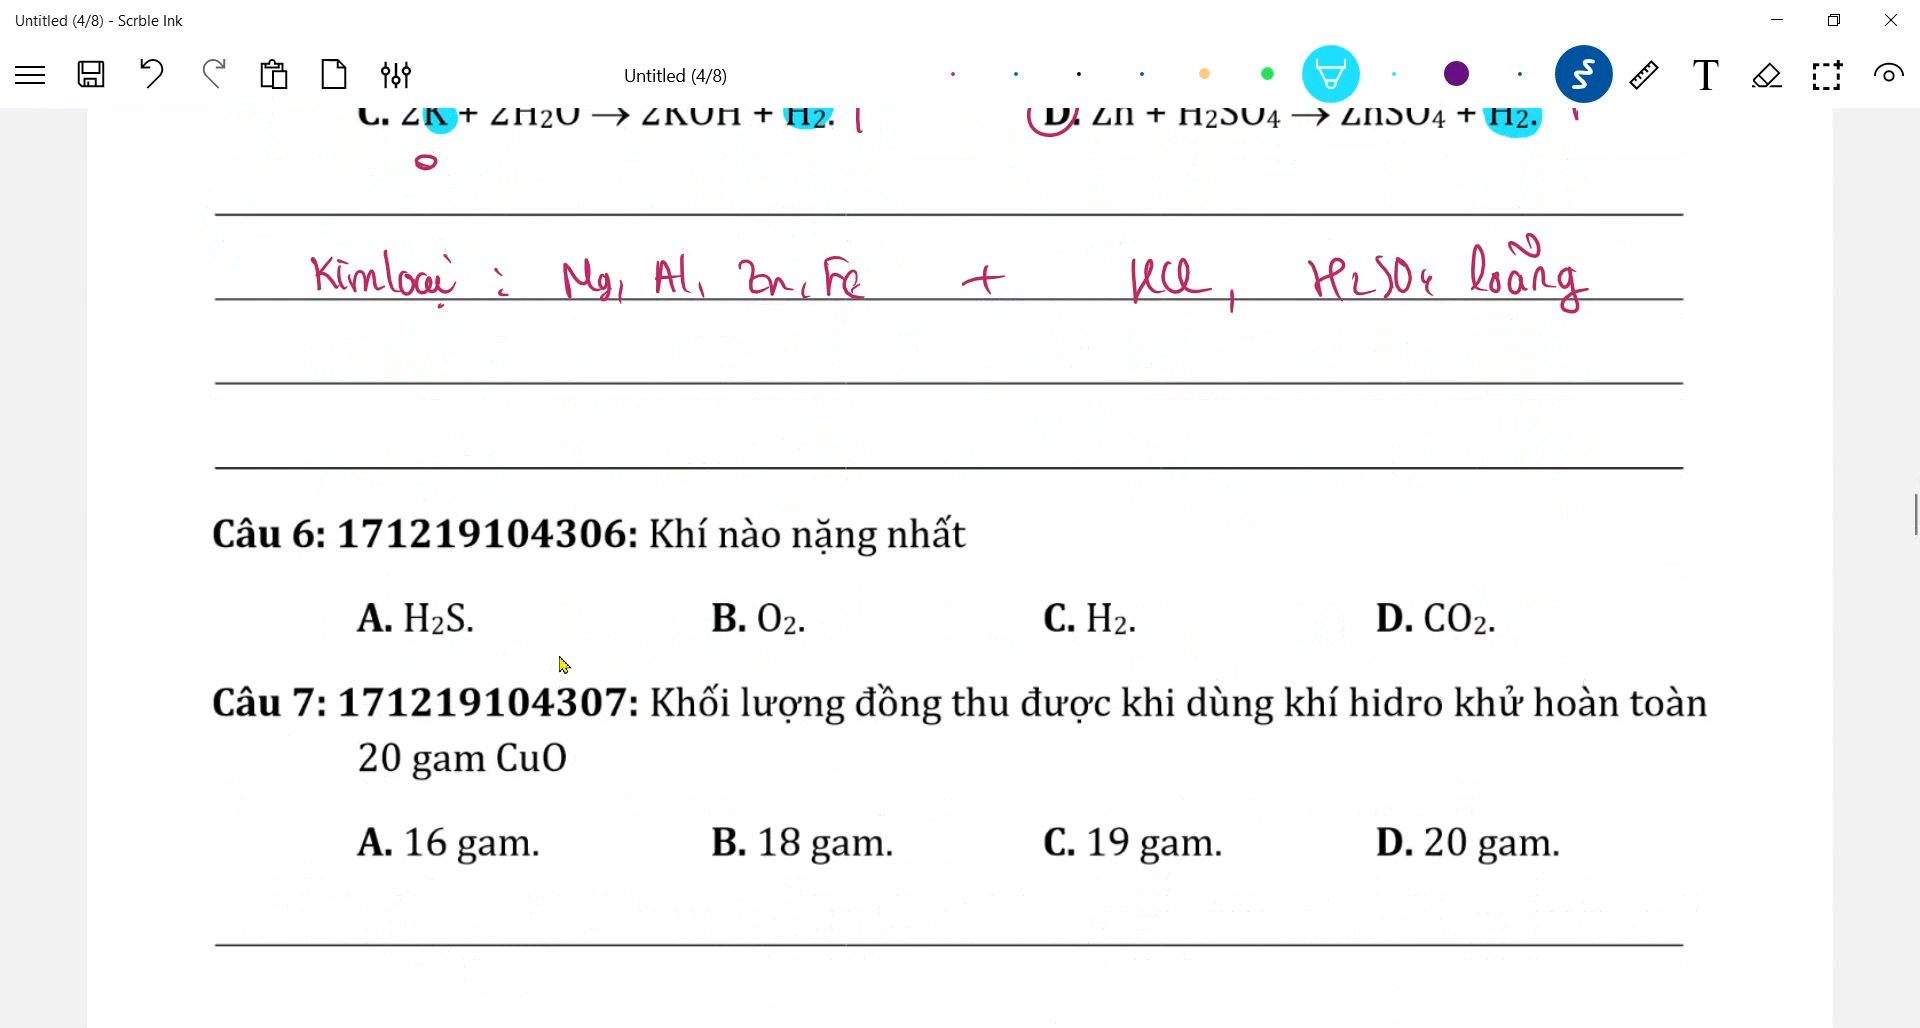 Untitled (4/8) - Scrble Ink
Untitled (4/8)
C. 2K + 2H₂O → 2KOH + H₂. D. Zn + H₂SO₄ → ZnSO₄ + H₂.
Kim loại : Mg, Al, Zn, Fe + HCl, H₂SO₄ loãng
Câu 6: 171219104306: Khí nào nặng nhất
A. H₂S. B. O₂. C. H₂. D. CO₂.
Câu 7: 171219104307: Khối lượng đồng thu được khi dùng khí hidro khử hoàn toàn
20 gam CuO
A. 16 gam. B. 18 gam. C. 19 gam. D. 20 gam.